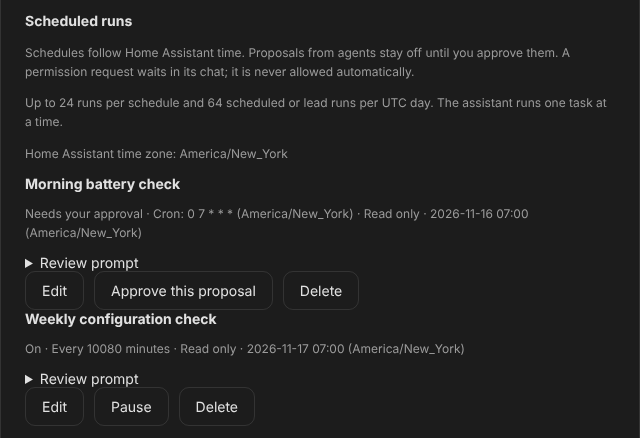 Scheduled runs
Schedules follow Home Assistant time. Proposals from agents stay off until you approve them. A
permission request waits in its chat; it is never allowed automatically.
Up to 24 runs per schedule and 64 scheduled or lead runs per UTC day. The assistant runs one task at
a time.
Home Assistant time zone: America/New_York
Morning battery check
Needs your approval · Cron: 0 7 * * * (America/New_York) · Read only · 2026-11-16 07:00
(America/New_York)
▶ Review prompt
Edit Approve this proposal Delete
Weekly configuration check
On · Every 10080 minutes · Read only · 2026-11-17 07:00 (America/New_York)
▶ Review prompt
Edit Pause Delete